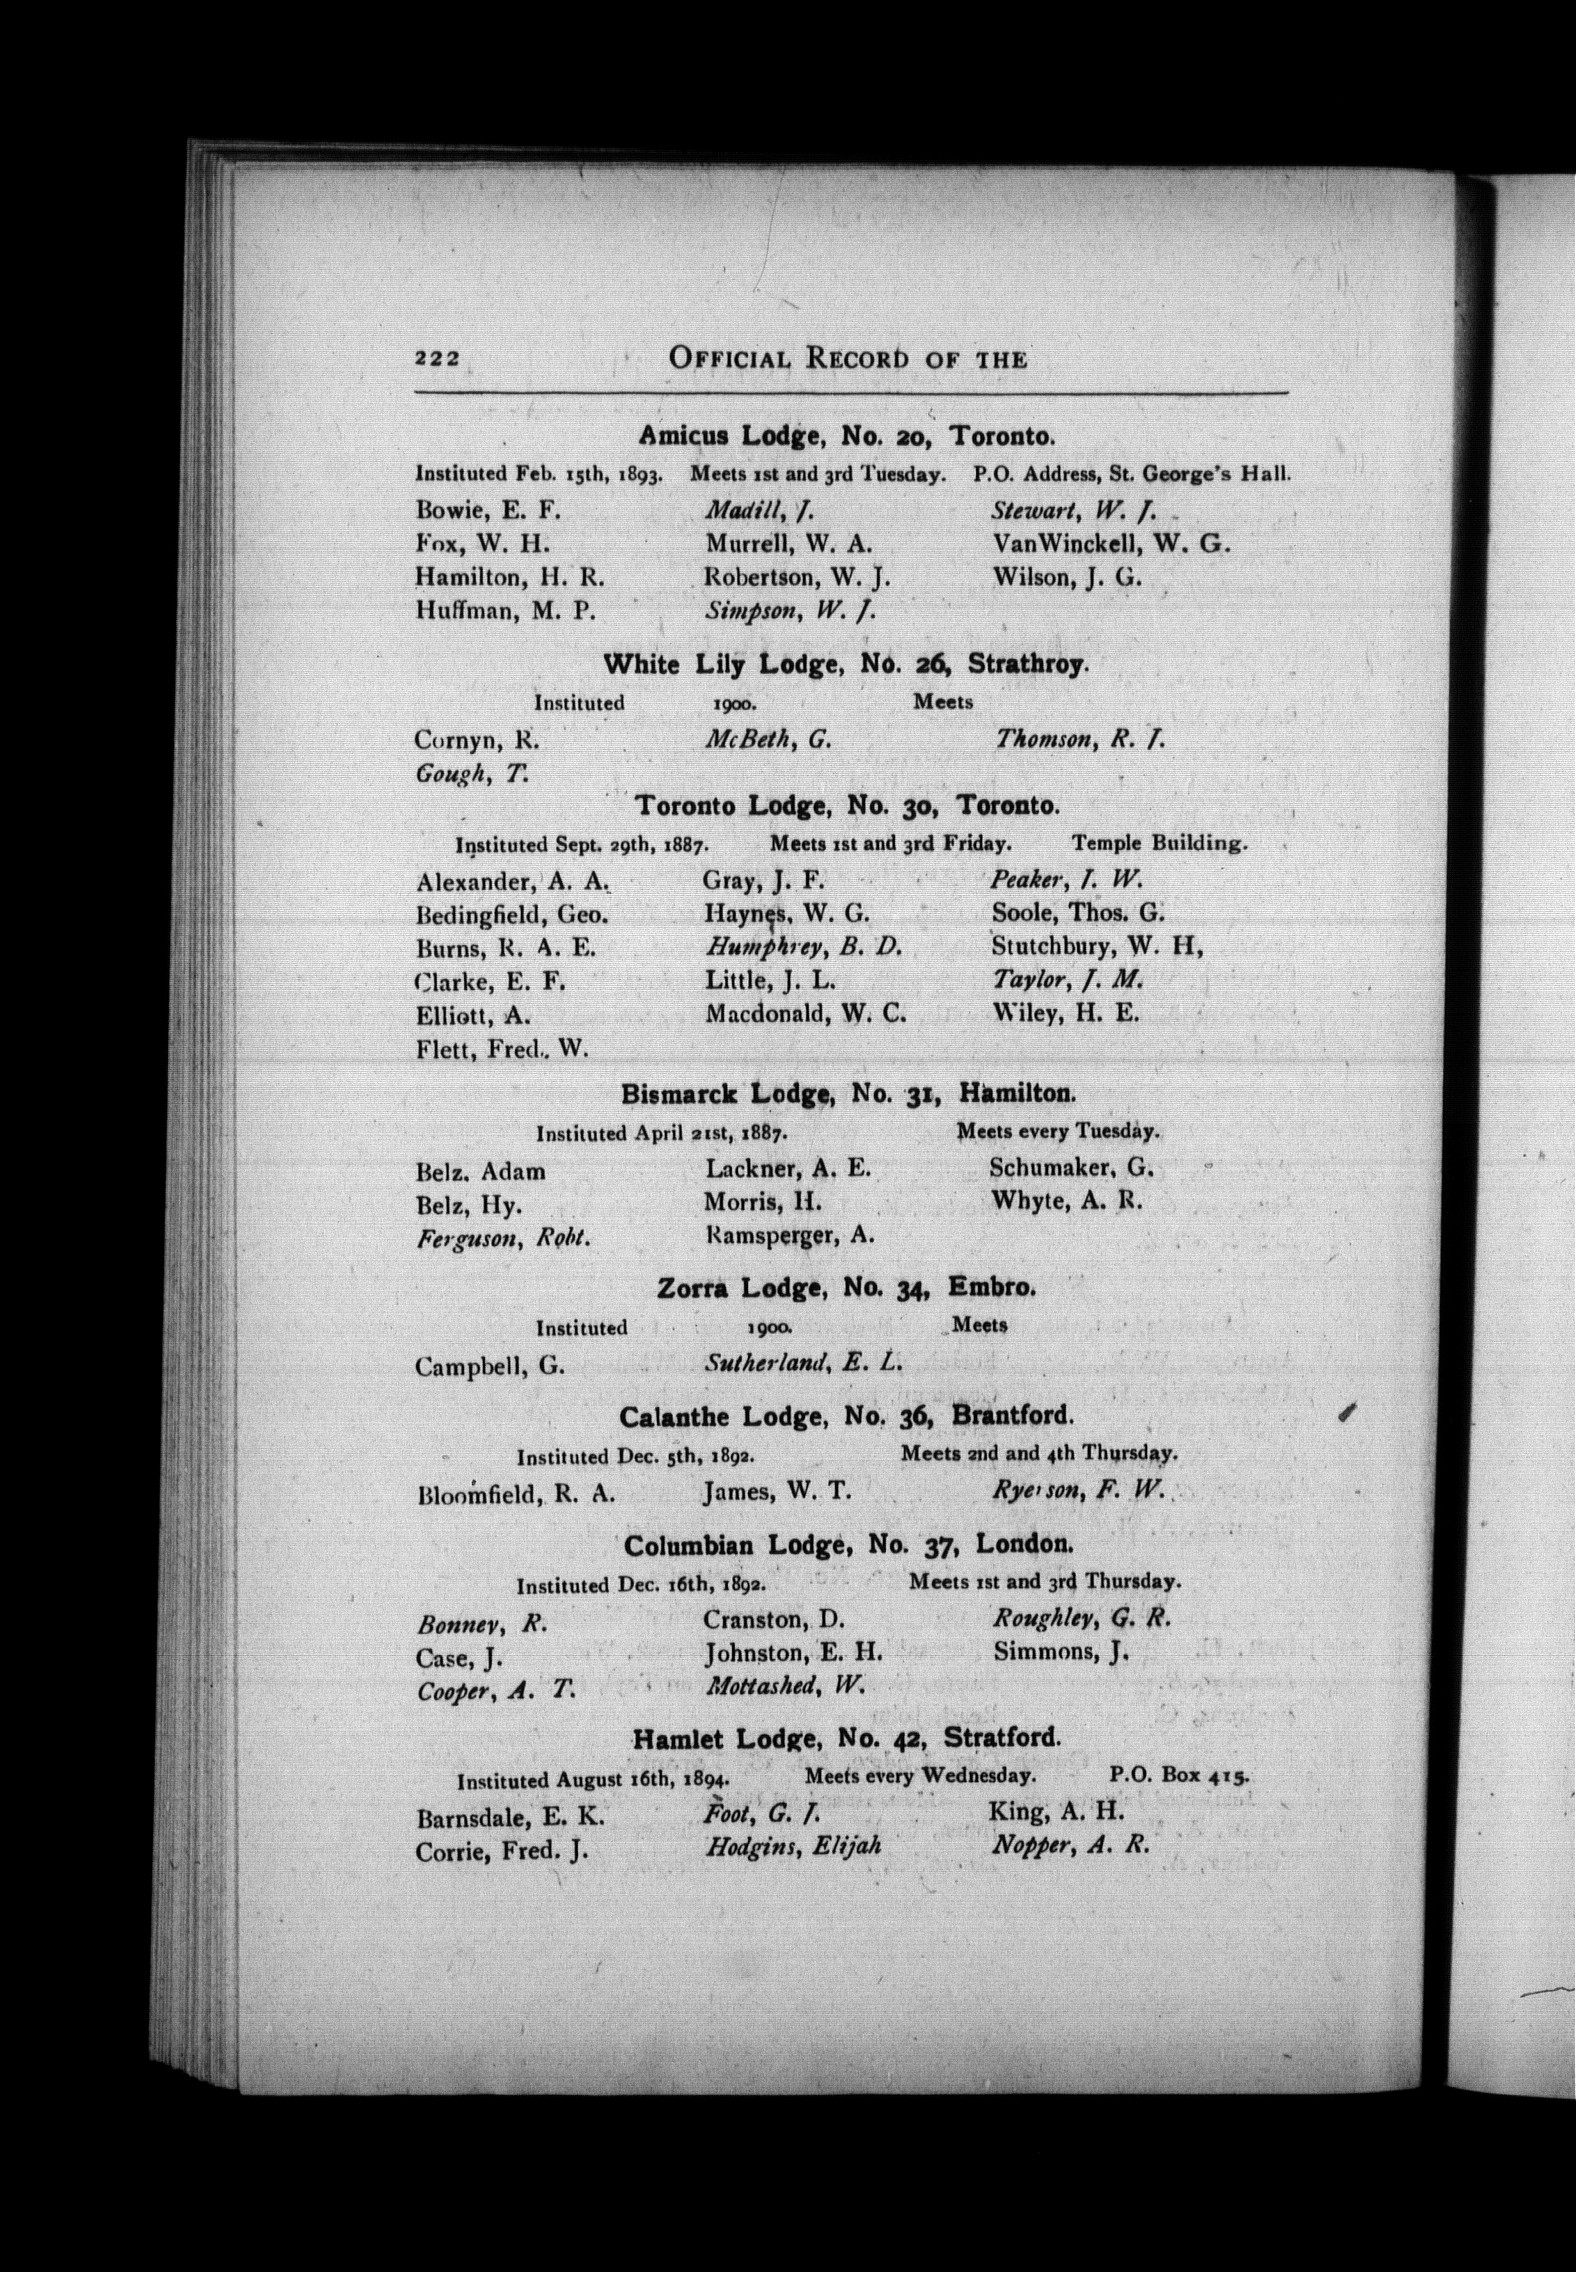 222 OFFICIAL RECORD OF THE
Amicus Lodge, No. 20, Toronto.
Instituted Feb. 15th, 1893. Meets 1st and 3rd Tuesday. P.O. Address, St. George's Hall.
Bowie, E. F. Madill, J. Stewart, W. J.
Fox, W. H. Murrell, W. A. VanWinckell, W. G.
Hamilton, H. R. Robertson, W. J. Wilson, J. G.
Huffman, M. P. Simpson, W. J.
White Lily Lodge, No. 26, Strathroy.
Instituted 1900. Meets
Cornyn, R. McBeth, G. Thomson, R. J.
Gough, T.
Toronto Lodge, No. 30, Toronto.
Instituted Sept. 29th, 1887. Meets 1st and 3rd Friday. Temple Building.
Alexander, A. A. Gray, J. F. Peaker, J. W.
Bedingfield, Geo. Haynes, W. G. Soole, Thos. G.
Burns, R. A. E. Humphrey, B. D. Stutchbury, W. H,
Clarke, E. F. Little, J. L. Taylor, J. M.
Elliott, A. Macdonald, W. C. Wiley, H. E.
Flett, Fred. W.
Bismarck Lodge, No. 31, Hamilton.
Instituted April 21st, 1887. Meets every Tuesday.
Belz. Adam Lackner, A. E. Schumaker, G.
Belz, Hy. Morris, H. Whyte, A. R.
Ferguson, Robt. Ramsperger, A.
Zorra Lodge, No. 34, Embro.
Instituted 1900. Meets
Campbell, G. Sutherland, E. L.
Calanthe Lodge, No. 36, Brantford.
Instituted Dec. 5th, 1892. Meets 2nd and 4th Thursday.
Bloomfield, R. A. James, W. T. Ryerson, F. W.
Columbian Lodge, No. 37, London.
Instituted Dec. 16th, 1892. Meets 1st and 3rd Thursday.
Bonney, R. Cranston, D. Roughley, G. R.
Case, J. Johnston, E. H. Simmons, J.
Cooper, A. T. Mottashed, W.
Hamlet Lodge, No. 42, Stratford.
Instituted August 16th, 1894. Meets every Wednesday. P.O. Box 415.
Barnsdale, E. K. Foot, G. J. King, A. H.
Corrie, Fred. J. Hodgins, Elijah Nopper, A. R.